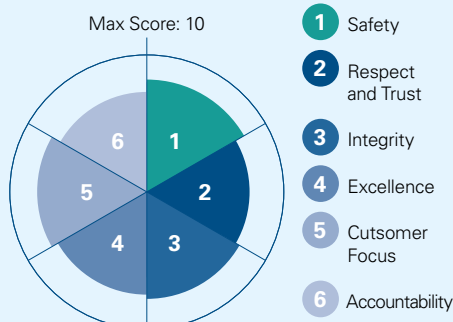 Max Score: 10
1
6
2
5
4
3
1 Safety
2 Respect
and Trust
3 Integrity
4 Excellence
5 Cutsomer
Focus
6 Accountability